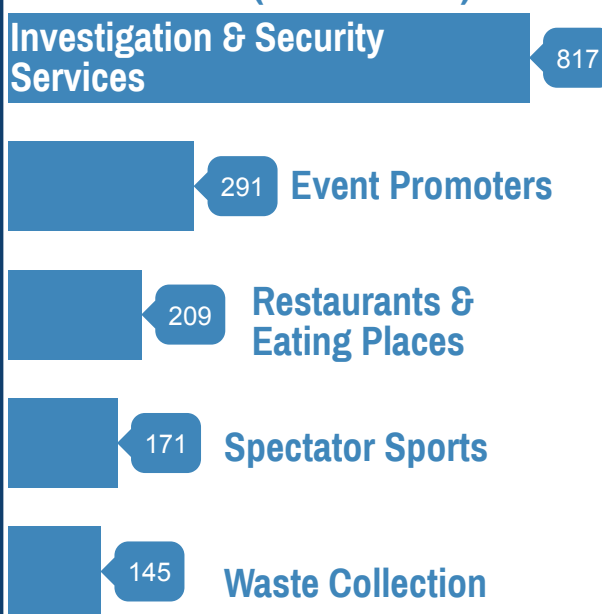 Investigation & Security
Services
817
291
Event Promoters
209
Restaurants &
Eating Places
171
Spectator Sports
145
Waste Collection